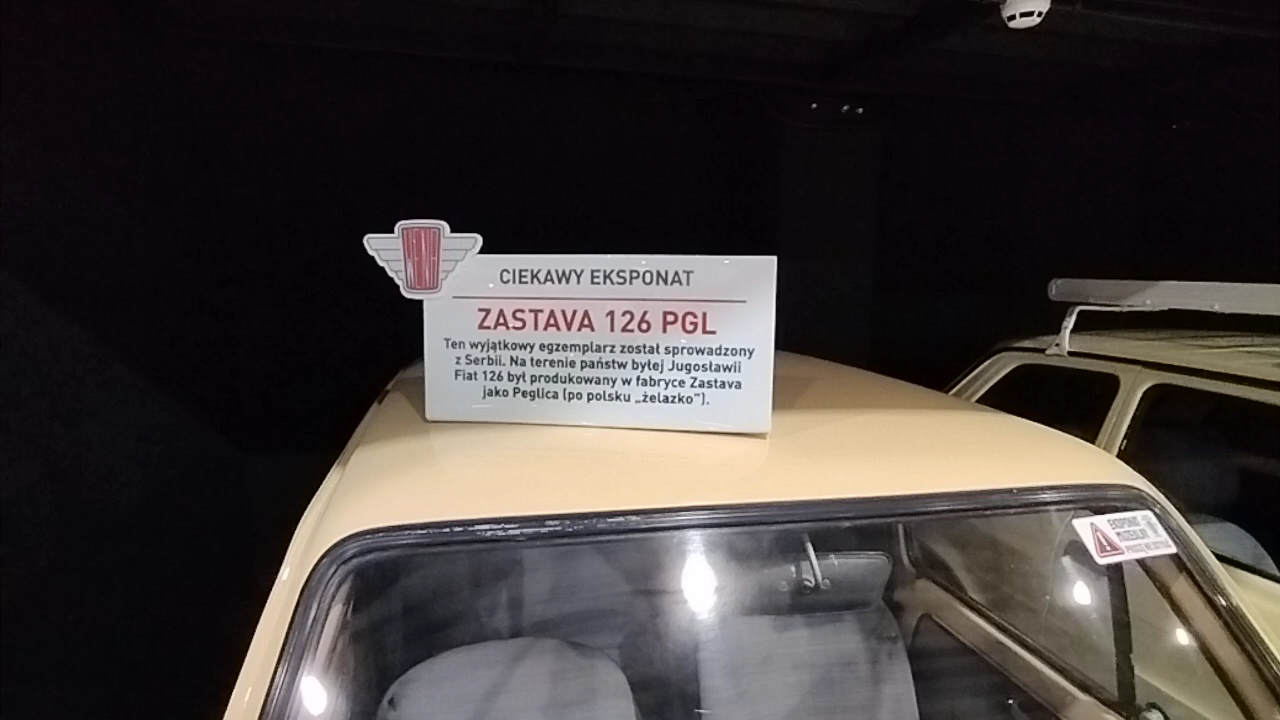 CIEKAWY EKSPONAT
ZASTAVA 126 PGL
Ten wyjątkowy egzemplarz został sprowadzony
z Serbii. Na terenie państw byłej Jugosławii
Fiat 126 był produkowany w fabryce Zastava
jako Peglica (po polsku „żelazko”).
EKSPONAT